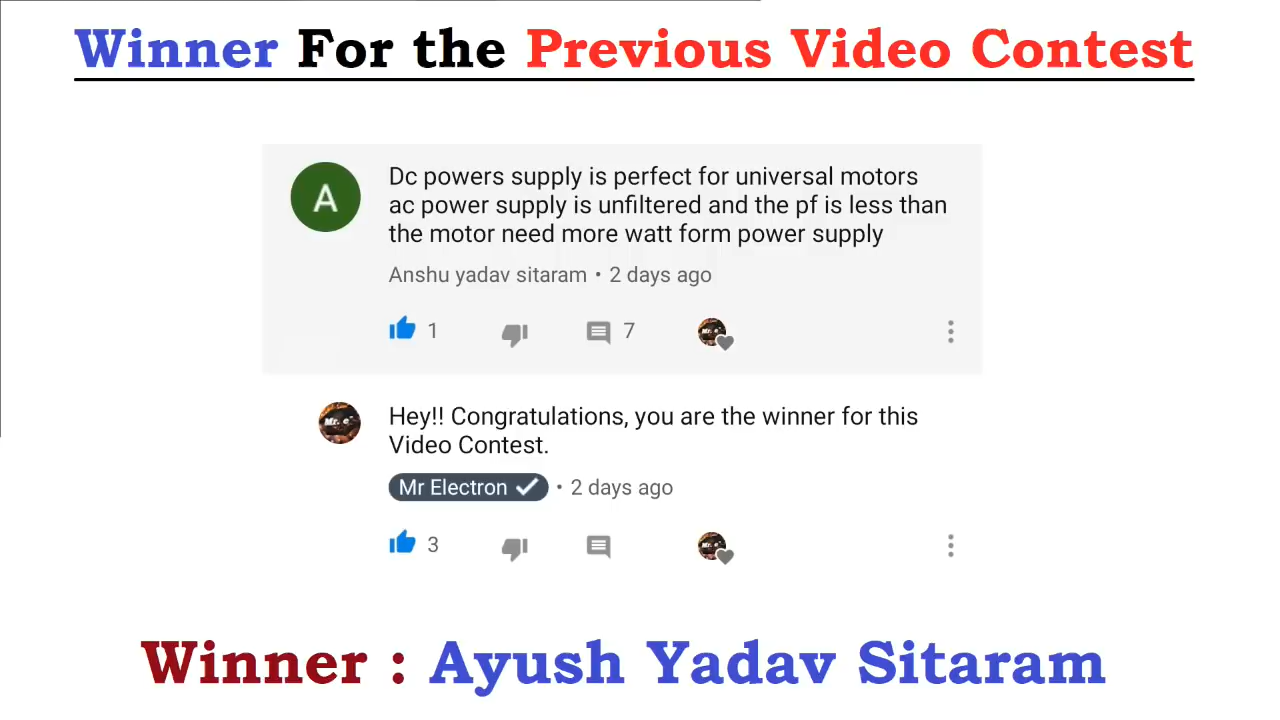 Winner For the Previous Video Contest
A
Dc powers supply is perfect for universal motors
ac power supply is unfiltered and the pf is less than
the motor need more watt form power supply
Anshu yadav sitaram • 2 days ago
1
7
Hey!! Congratulations, you are the winner for this
Video Contest.
Mr Electron • 2 days ago
3
Winner : Ayush Yadav Sitaram